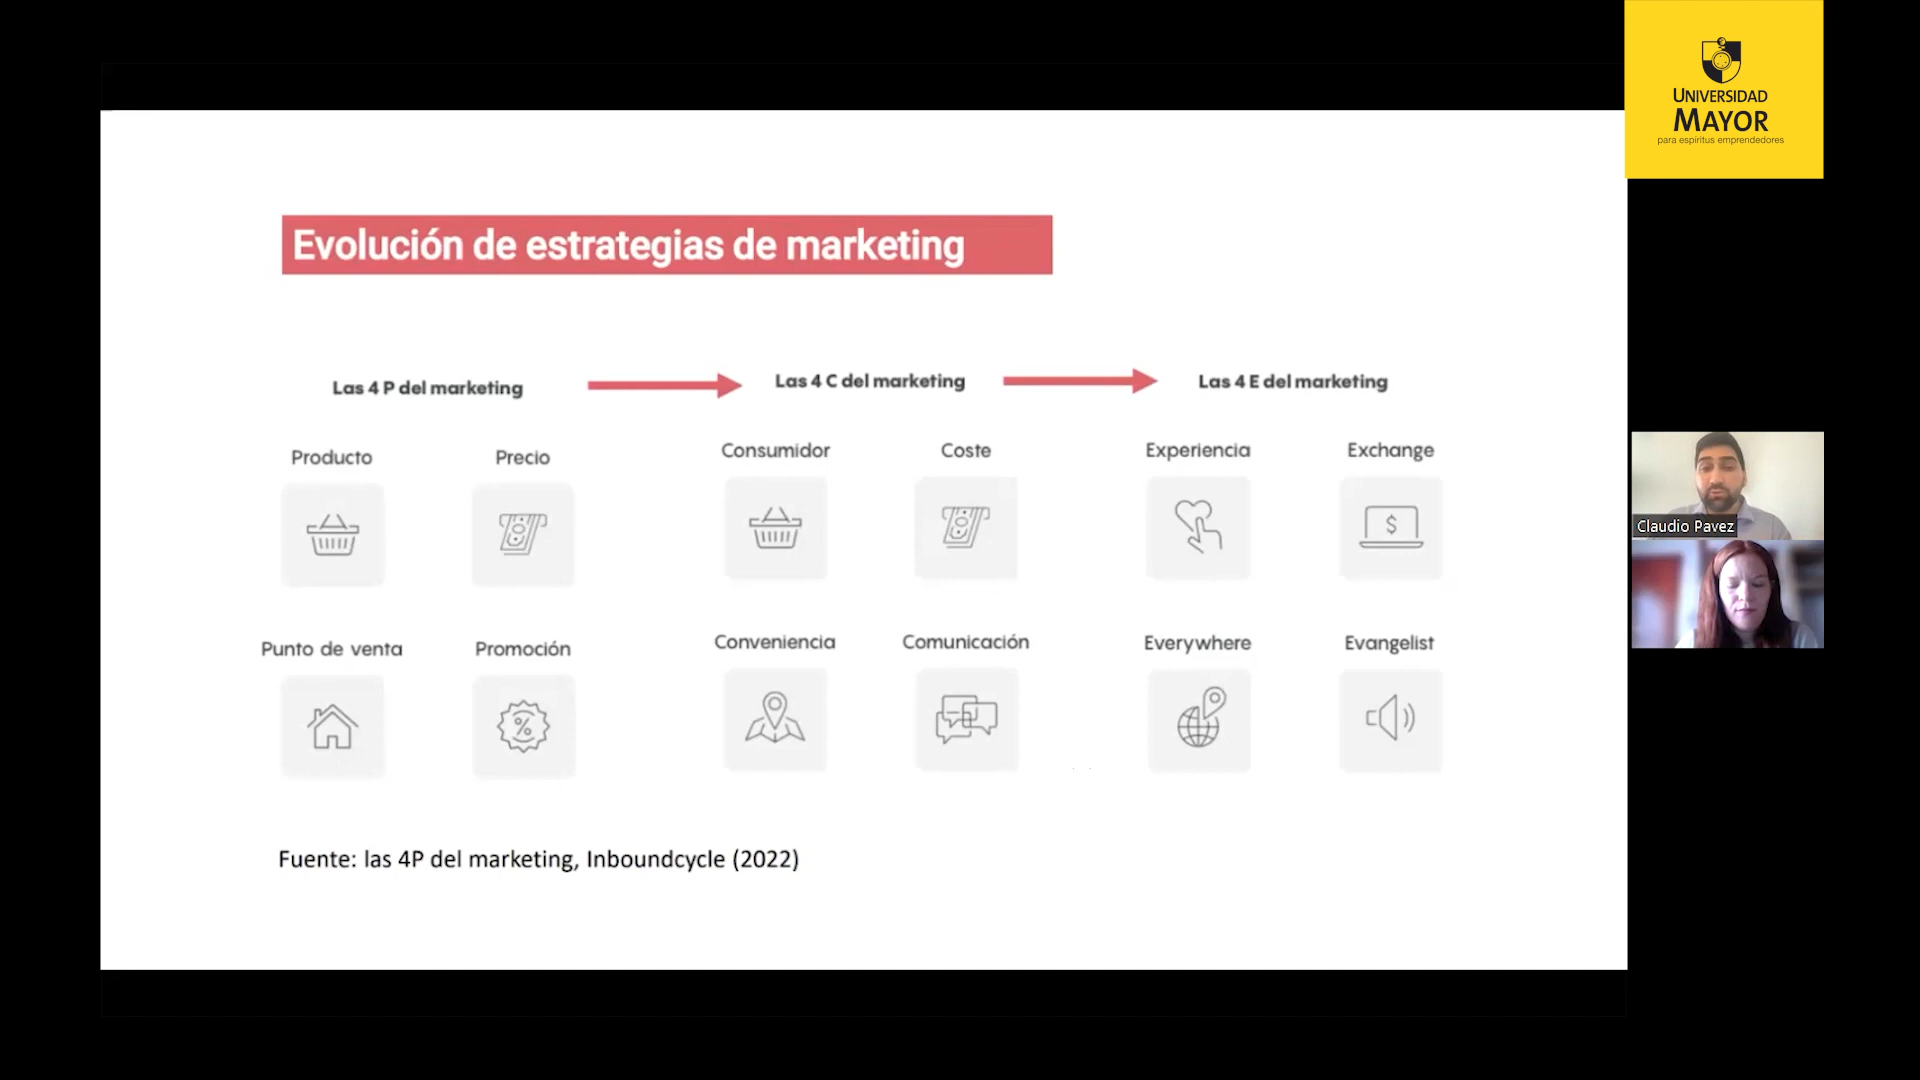 UNIVERSIDAD
MAYOR
para espíritus emprendedores
Evolución de estrategias de marketing
Las 4 P del marketing
Las 4 C del marketing
Las 4 E del marketing
Producto
Precio
Consumidor
Coste
Experiencia
Exchange
Punto de venta
Promoción
Conveniencia
Comunicación
Everywhere
Evangelist
Fuente: las 4P del marketing, Inboundcycle (2022)
Claudio Pavez